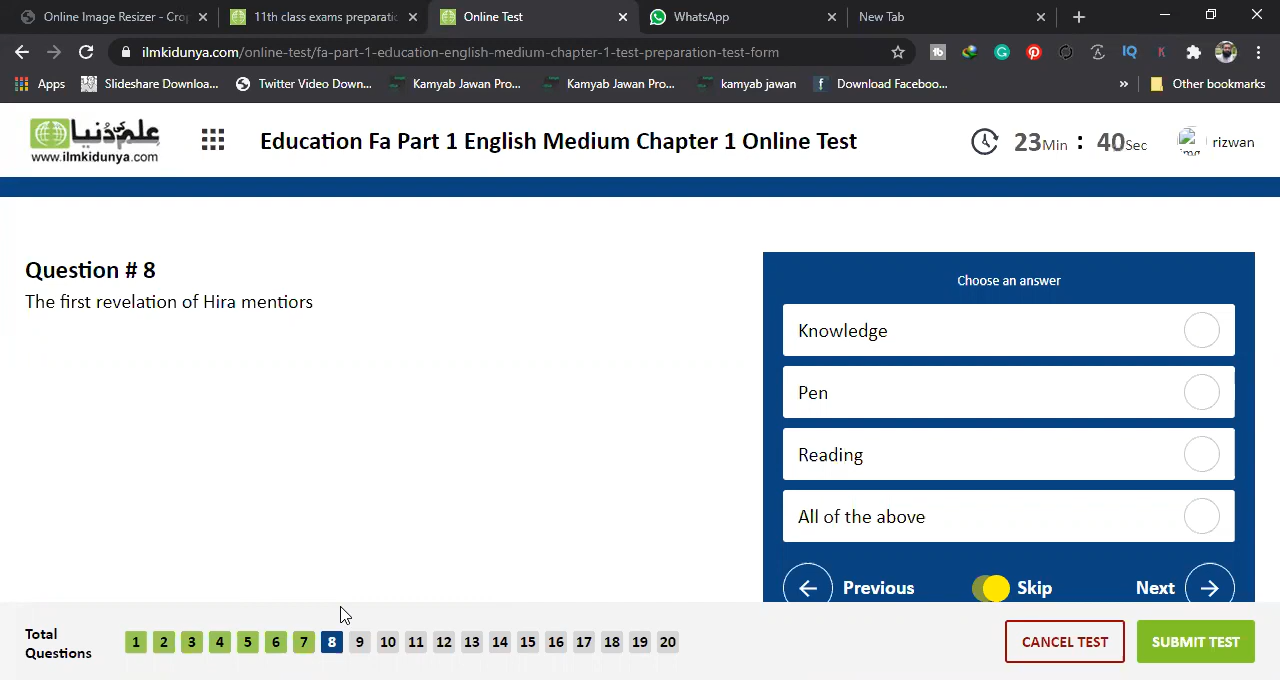 Online Image Resizer - Crop
11th class exams preparatio
Online Test
WhatsApp
New Tab
ilmkidunya.com/online-test/fa-part-1-education-english-medium-chapter-1-test-preparation-test-form
Apps
Slideshare Downloa...
Twitter Video Down...
Kamyab Jawan Pro...
Kamyab Jawan Pro...
kamyab jawan
Download Faceboo...
Other bookmarks
علم کی دنیا
www.ilmkidunya.com
Education Fa Part 1 English Medium Chapter 1 Online Test
23Min : 40Sec
img
rizwan
Question # 8
The first revelation of Hira mentiors
Choose an answer
Knowledge
Pen
Reading
All of the above
Previous
Skip
Next
Total
Questions
1 2 3 4 5 6 7 8 9 10 11 12 13 14 15 16 17 18 19 20
CANCEL TEST
SUBMIT TEST